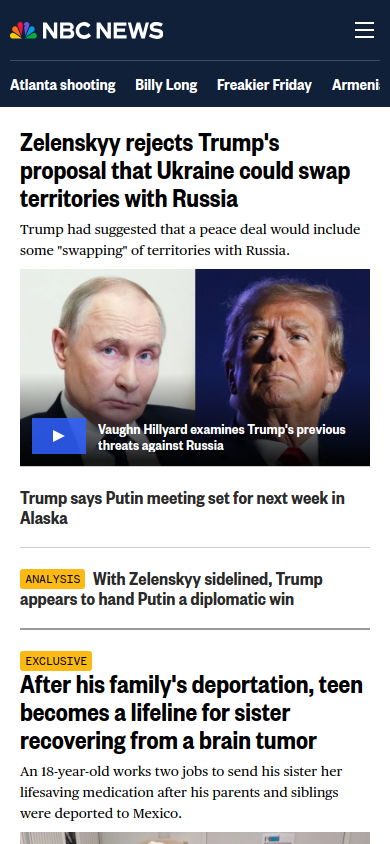 NBC NEWS
Atlanta shooting Billy Long Freakier Friday Armeni
Zelenskyy rejects Trump's
proposal that Ukraine could swap
territories with Russia
Trump had suggested that a peace deal would include
some "swapping" of territories with Russia.
Vaughn Hillyard examines Trump's previous
threats against Russia
Trump says Putin meeting set for next week in
Alaska
ANALYSIS With Zelenskyy sidelined, Trump
appears to hand Putin a diplomatic win
EXCLUSIVE
After his family's deportation, teen
becomes a lifeline for sister
recovering from a brain tumor
An 18-year-old works two jobs to send his sister her
lifesaving medication after his parents and siblings
were deported to Mexico.